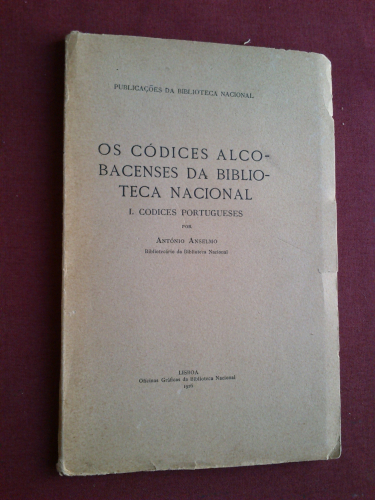 PUBLICAÇÕES DA BIBLIOTECA NACIONAL
OS CÓDICES ALCO-
BACENSES DA BIBLIO-
TECA NACIONAL
I. CODICES PORTUGUESES
POR
ANTÓNIO ANSELMO
Bibliotecário da Biblioteca Nacional
LISBOA
Oficinas Gráficas da Biblioteca Nacional
1926